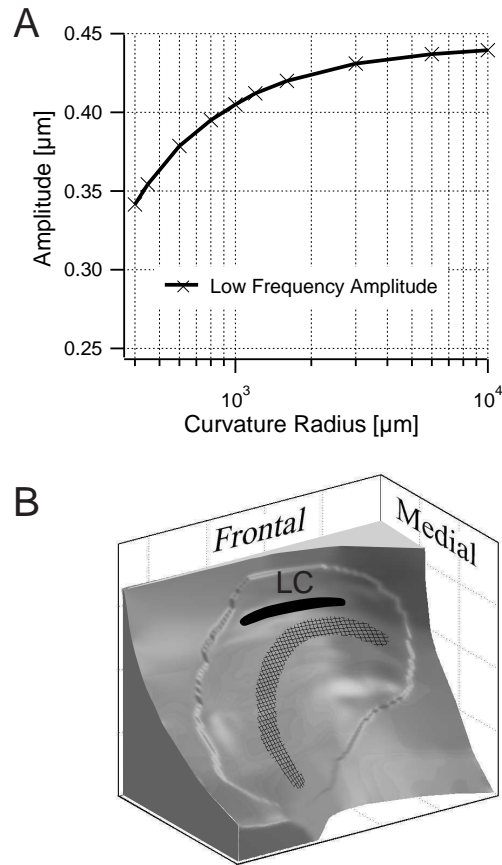 A
0.45
0.40
0.35
0.30
0.25
Amplitude [µm]
Low Frequency Amplitude
10³
10⁴
Curvature Radius [µm]
B
Frontal
Medial
LC